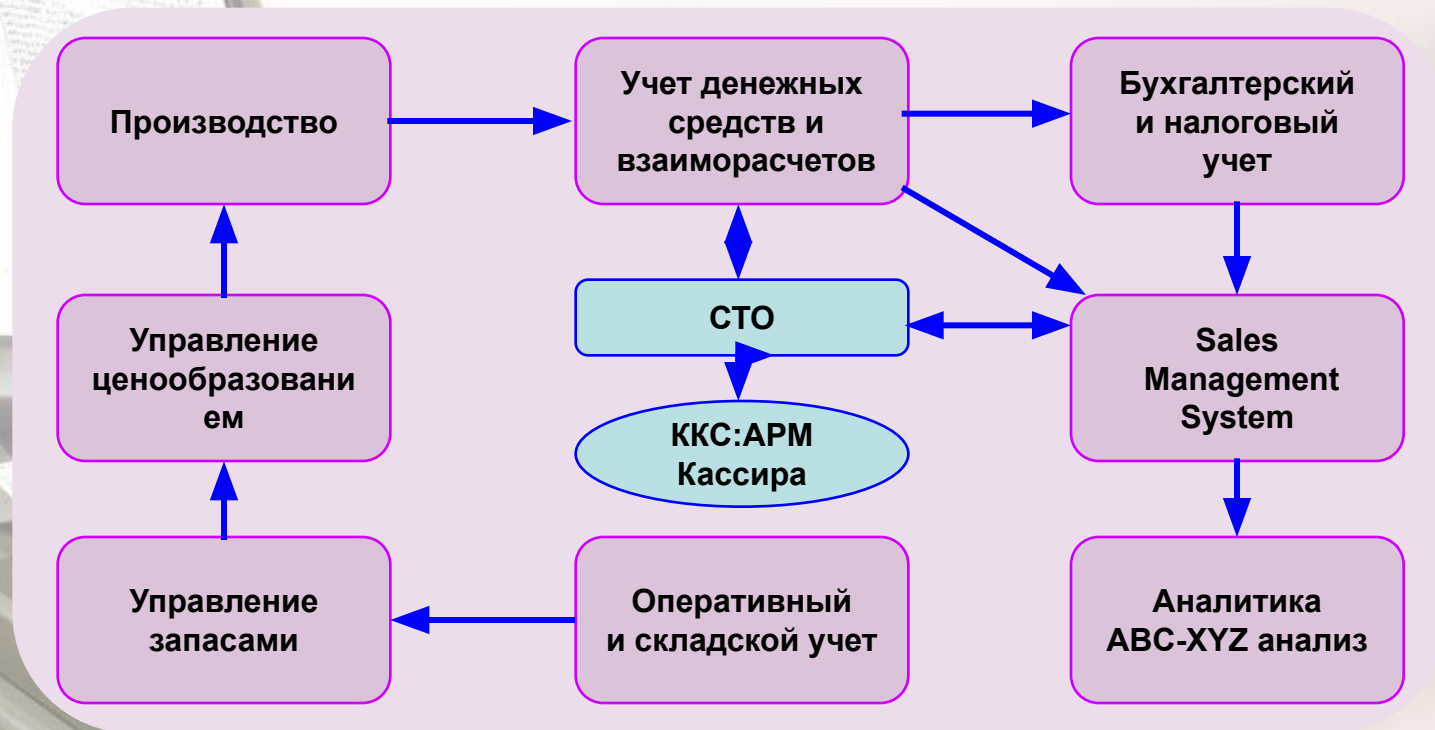 Производство
Учет денежных
средств и
взаиморасчетов
Бухгалтерский
и налоговый
учет
Управление
ценообразовани
ем
СТО
Sales
Management
System
ККС:АРМ
Кассира
Управление
запасами
Оперативный
и складской учет
Аналитика
ABC-XYZ анализ